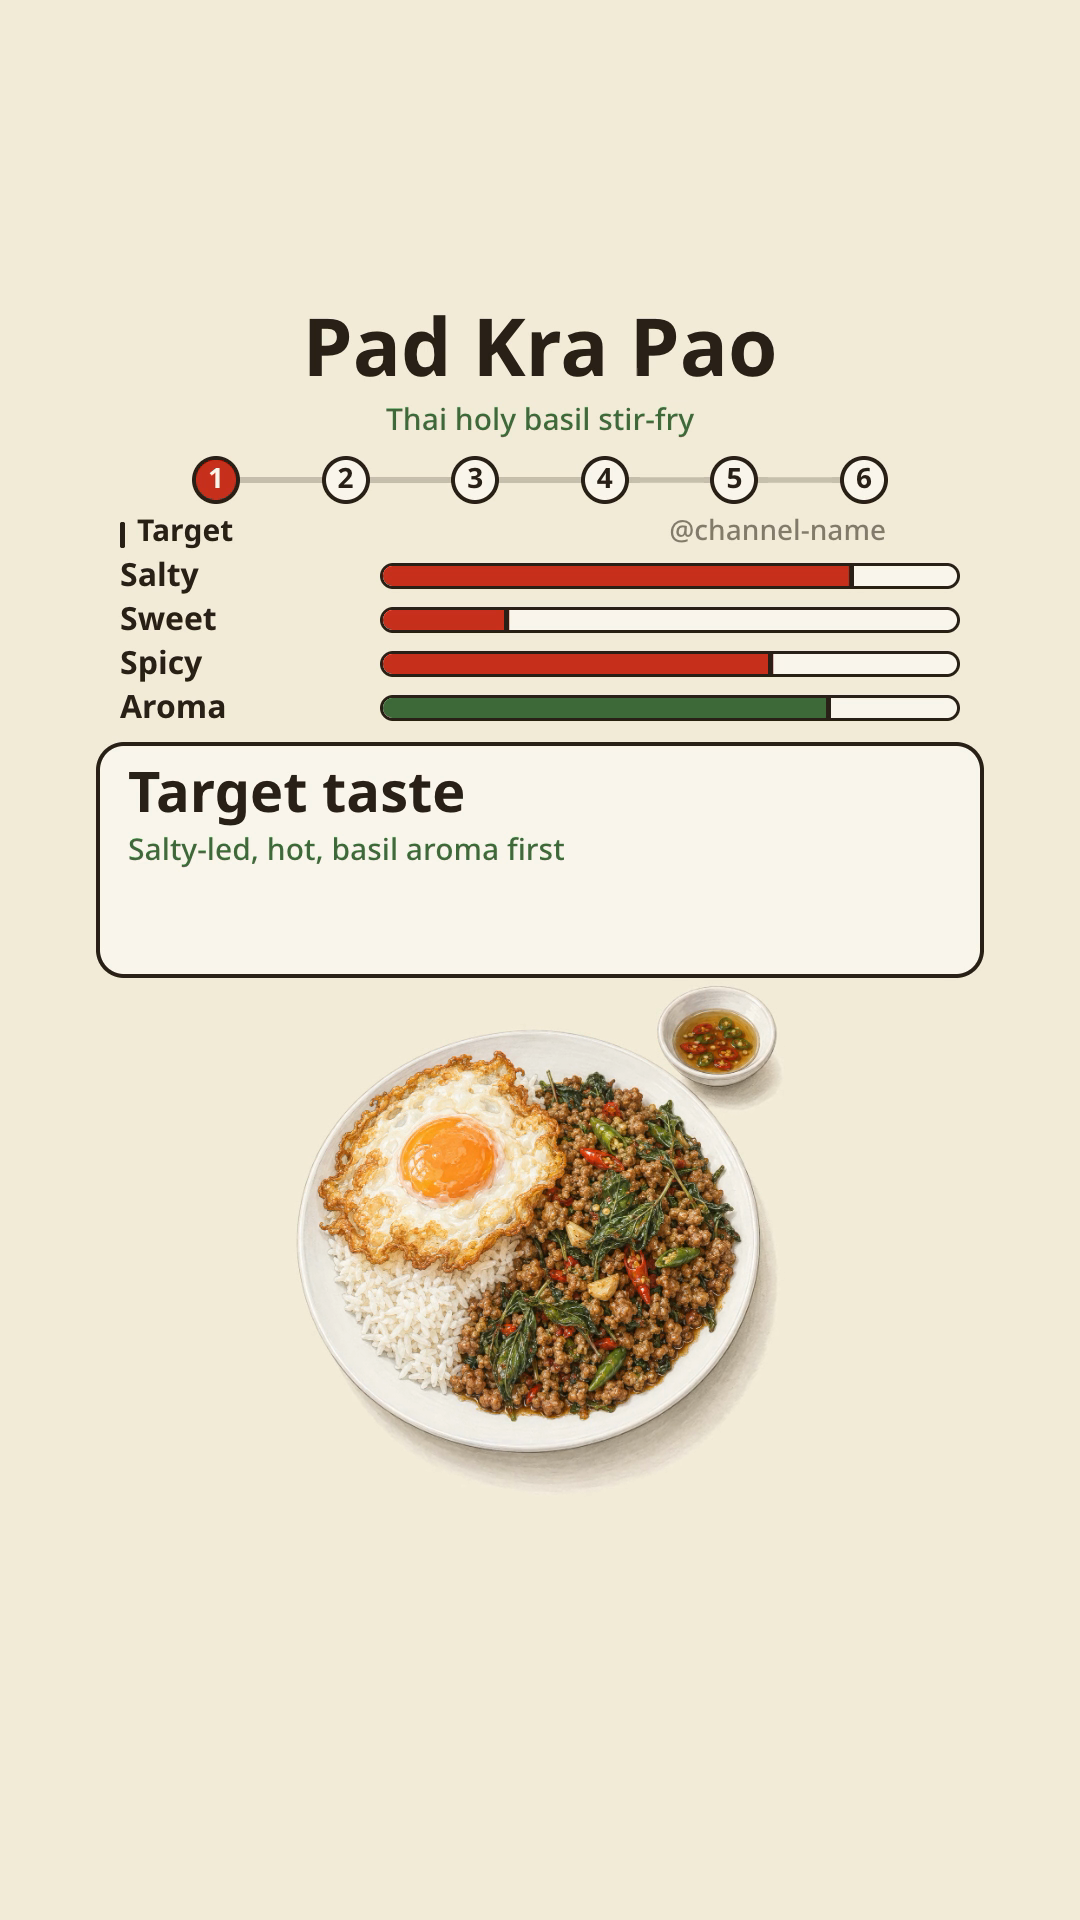 Pad Kra Pao
Thai holy basil stir-fry
1 2 3 4 5 6
Target @channel-name
Salty
Sweet
Spicy
Aroma
Target taste
Salty-led, hot, basil aroma first